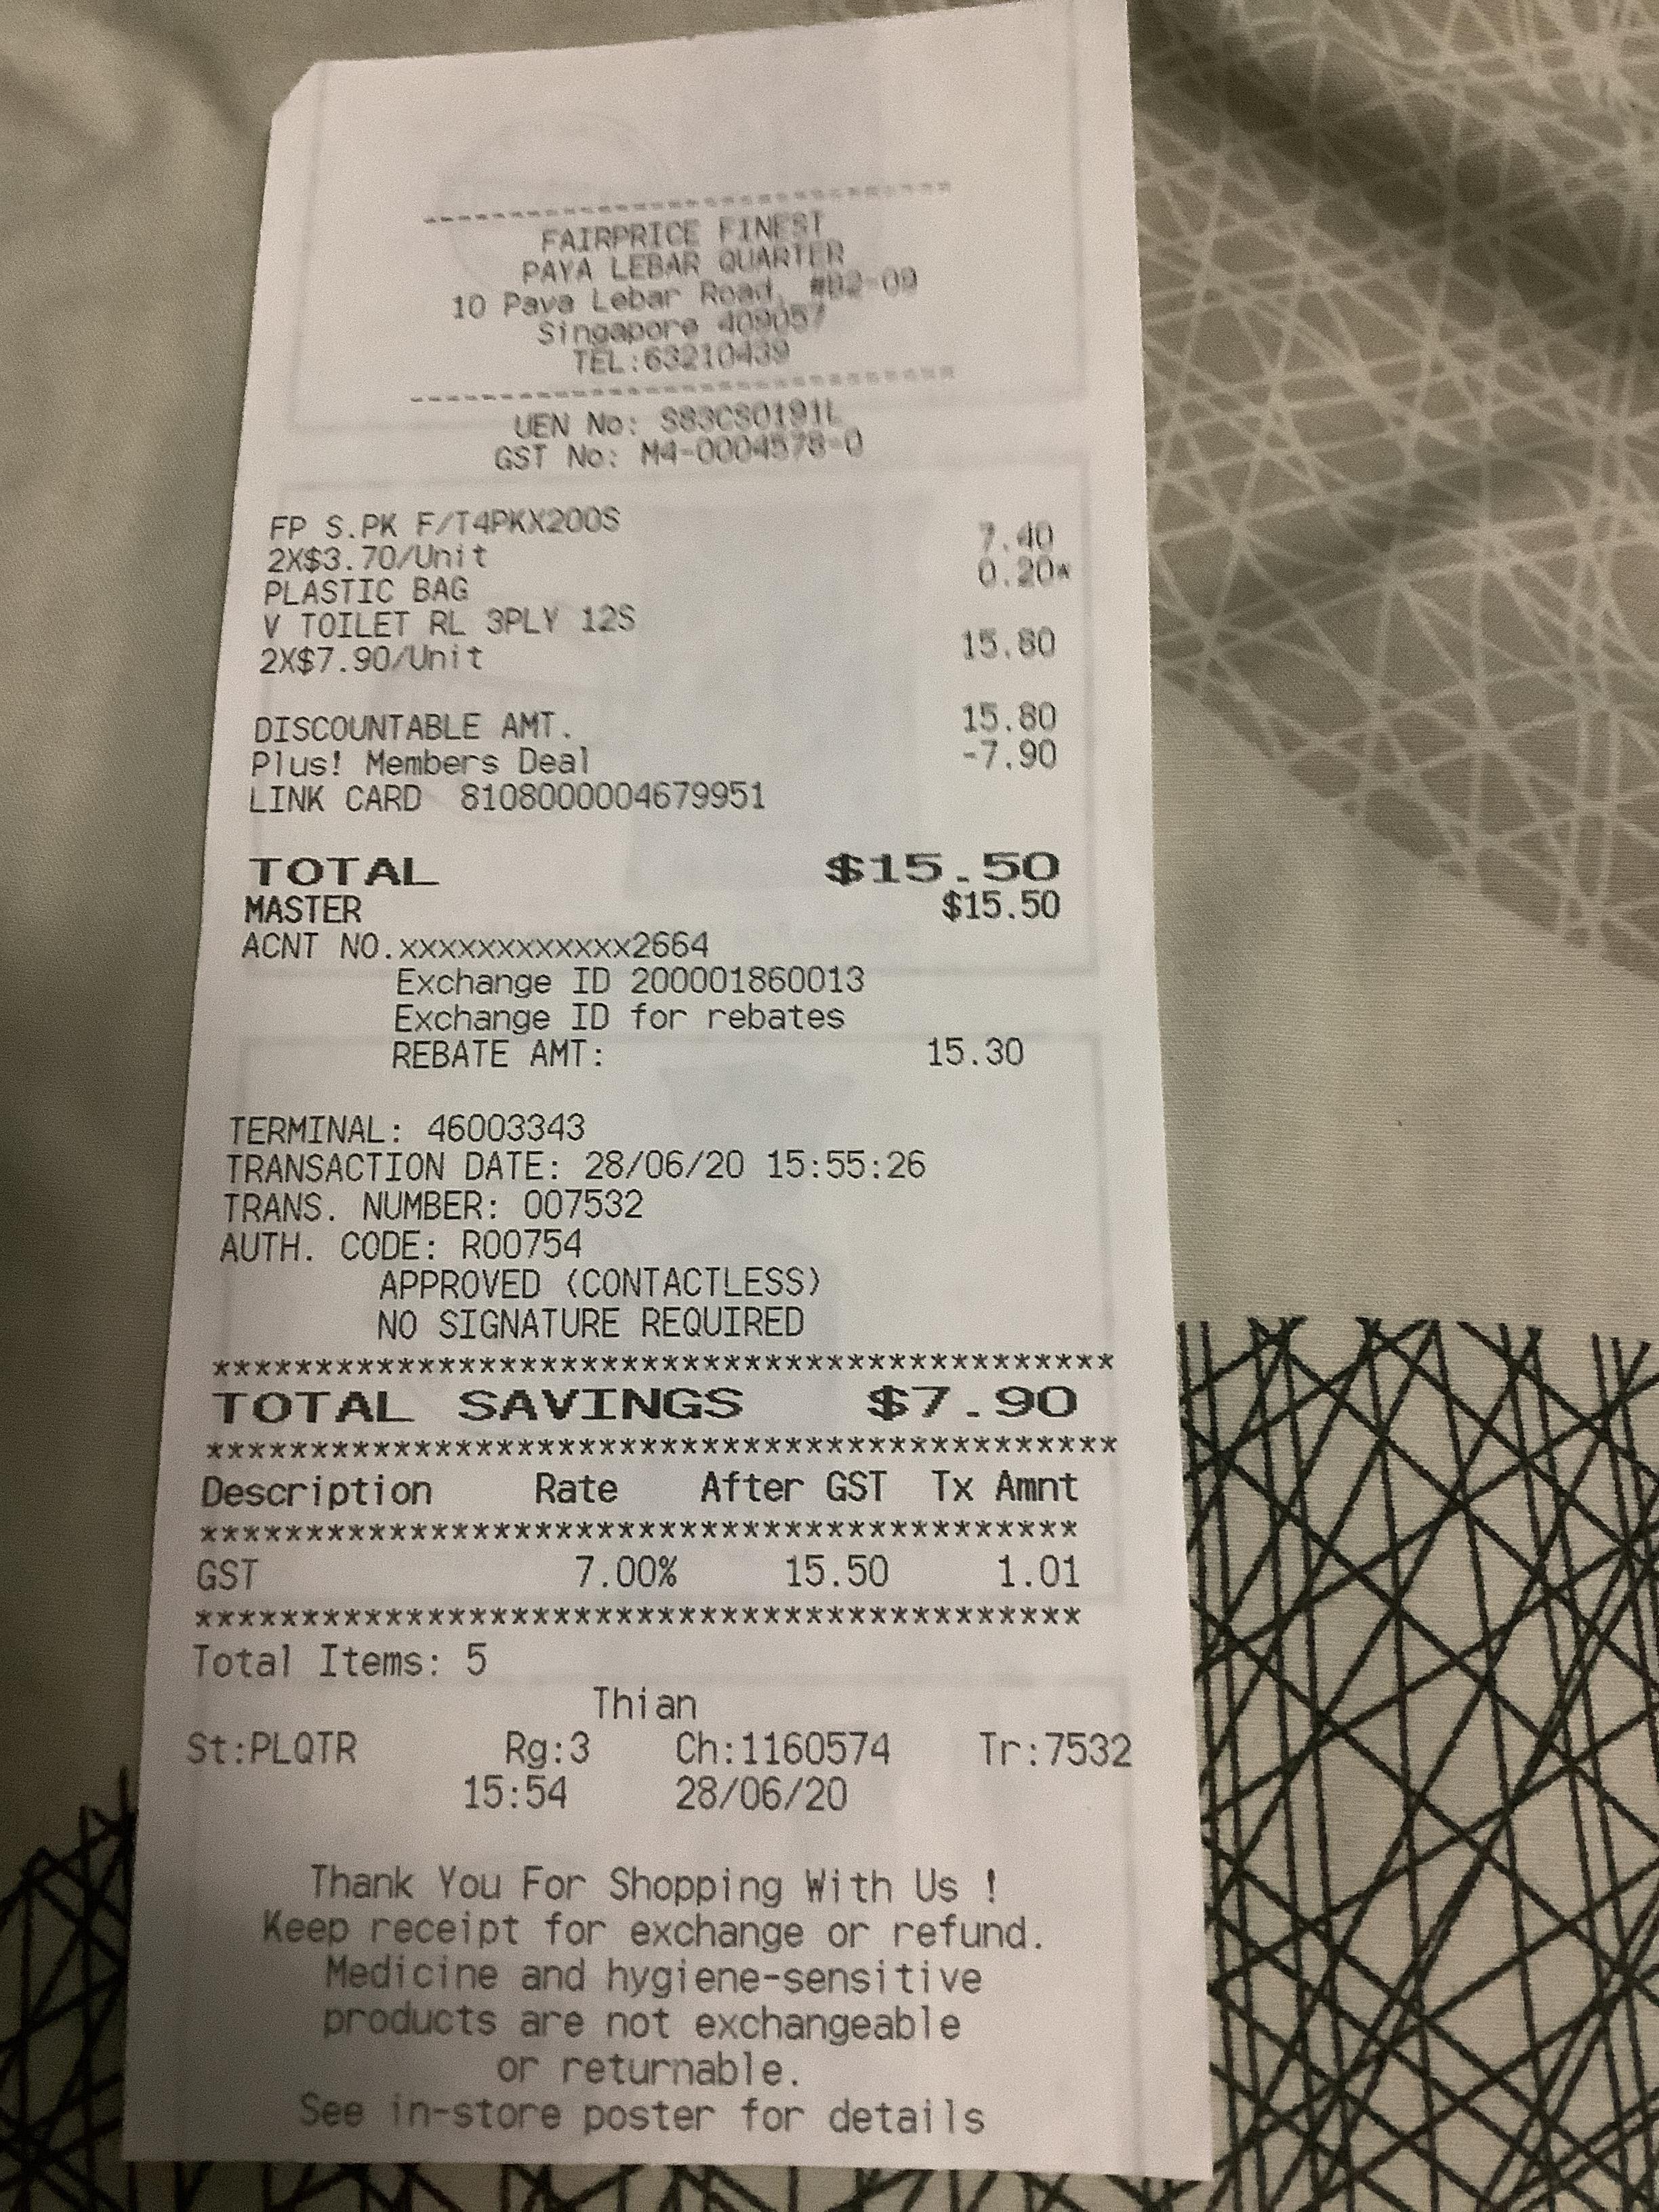 FAIRPRICE FINEST
PAYA LEBAR QUARTER
10 Paya Lebar Road, #B2-09
Singapore 409057
TEL:63210439
UEN No: S83CS0191L
GST No: M4-0004578-0
FP S.PK F/T4PKX200S
2X$3.70/Unit 7.40
PLASTIC BAG 0.20*
V TOILET RL 3PLY 12S
2X$7.90/Unit 15.80
DISCOUNTABLE AMT. 15.80
Plus! Members Deal -7.90
LINK CARD 8108000004679951
TOTAL $15.50
MASTER $15.50
ACNT NO.xxxxxxxxxxxx2664
Exchange ID 200001860013
Exchange ID for rebates
REBATE AMT: 15.30
TERMINAL: 46003343
TRANSACTION DATE: 28/06/20 15:55:26
TRANS. NUMBER: 007532
AUTH. CODE: R00754
APPROVED (CONTACTLESS)
NO SIGNATURE REQUIRED
******************************************
TOTAL SAVINGS $7.90
******************************************
Description Rate After GST Tx Amnt
******************************************
GST 7.00% 15.50 1.01
******************************************
Total Items: 5
Thian
St:PLQTR Rg:3 Ch:1160574 Tr:7532
15:54 28/06/20
Thank You For Shopping With Us !
Keep receipt for exchange or refund.
Medicine and hygiene-sensitive
products are not exchangeable
or returnable.
See in-store poster for details